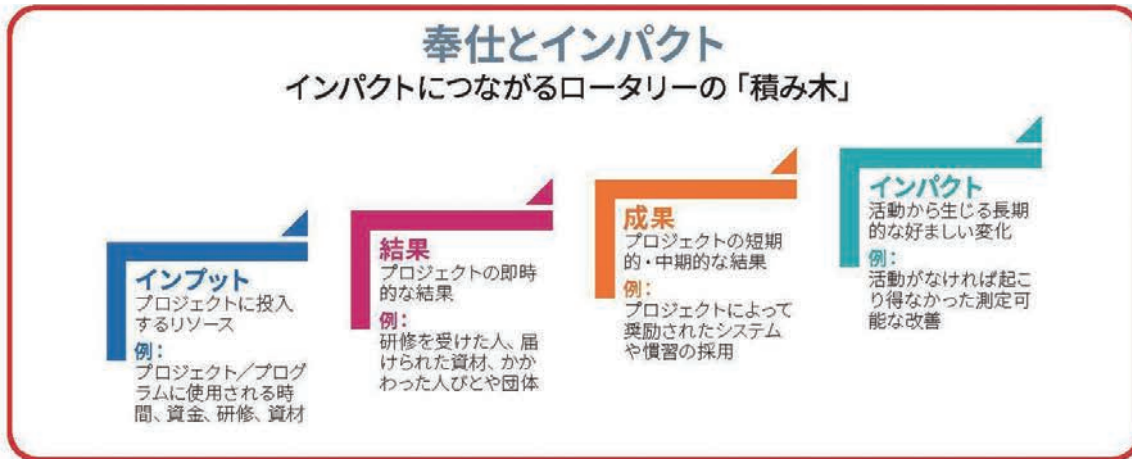 奉仕とインパクト
インパクトにつながるロータリーの「積み木」
インプット
プロジェクトに投入
するリソース
例：
プロジェクト／プログ
ラムに使用される時
間、資金、研修、資材
結果
プロジェクトの即時
的な結果
例：
研修を受けた人、届
けられた資材、かか
わった人びとや団体
成果
プロジェクトの短期
的・中期的な結果
例：
プロジェクトによって
奨励されたシステム
や慣習の採用
インパクト
活動から生じる長期
的な好ましい変化
例：
活動がなければ起こ
り得なかった測定可
能な改善